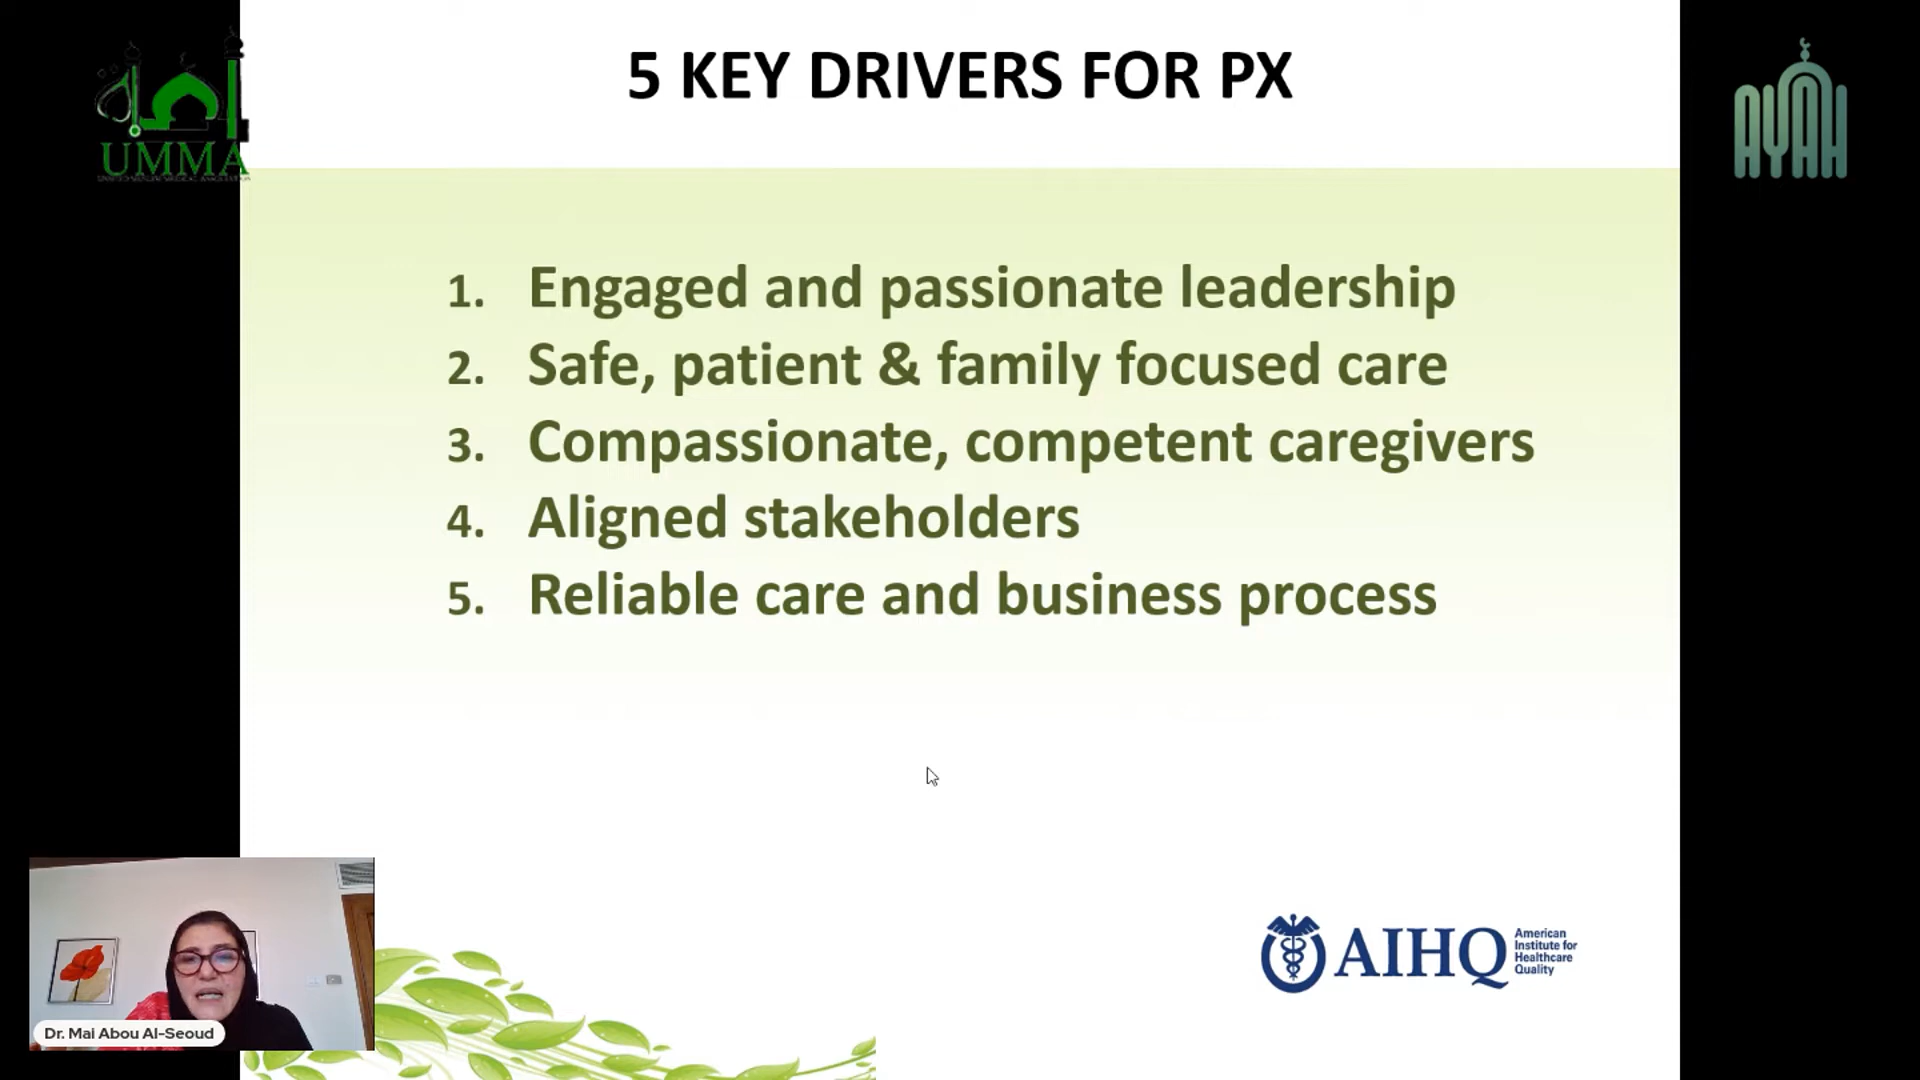 5 KEY DRIVERS FOR PX
UMMA
AYAH
1. Engaged and passionate leadership
2. Safe, patient & family focused care
3. Compassionate, competent caregivers
4. Aligned stakeholders
5. Reliable care and business process
AIHQ
American
Institute for
Healthcare
Quality
Dr. Mai Abou Al-Seoud